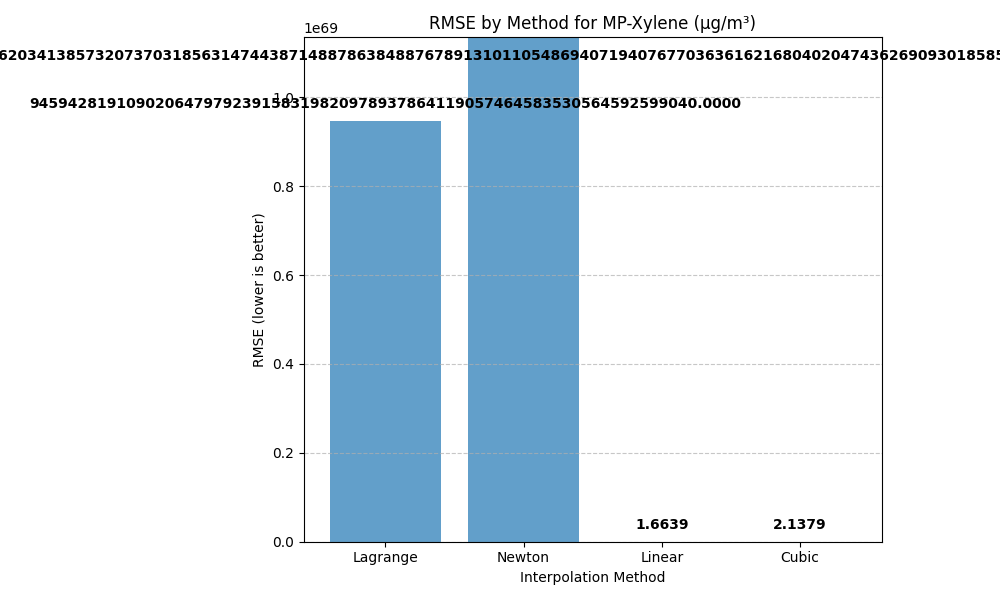 RMSE by Method for MP-Xylene (μg/m³)
1e69
62034138573207370318563147443871488786384887678913101105486940719407677036361621680402047436269093018585
945942819109020647979239158319820978937864119057464583530564592599040.0000
1.0
0.8
0.6
0.4
0.2
0.0
RMSE (lower is better)
1.6639
2.1379
Lagrange
Newton
Linear
Cubic
Interpolation Method